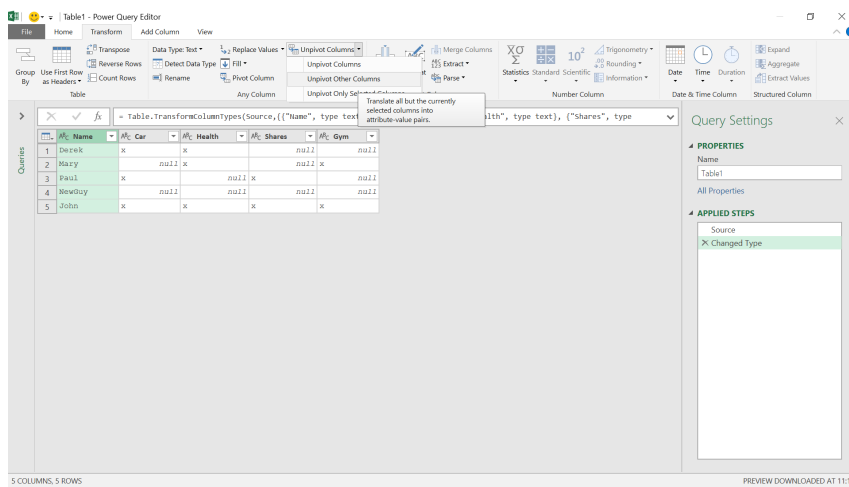 Table1 - Power Query Editor
File Home Transform Add Column View
Group By
Use First Row as Headers
Transpose
Reverse Rows
Count Rows
Table
Data Type: Text
Detect Data Type
Rename
Replace Values
Fill
Pivot Column
Any Column
Unpivot Columns
Unpivot Columns
Unpivot Other Columns
Unpivot Only Selected Columns
Translate all but the currently
selected columns into
attribute-value pairs.
Merge Columns
Extract
Parse
Statistics Standard Scientific
Trigonometry
Rounding
Information
Number Column
Date Time Duration
Date & Time Column
Expand
Aggregate
Extract Values
Structured Column
= Table.TransformColumnTypes(Source,{{"Name", type text
lth", type text}, {"Shares", type
Name Car Health Shares Gym
1 Derek x x null null
2 Mary null x null x
3 Paul x null x null
4 NewGuy null null null null
5 John x x x x
Queries
Query Settings
PROPERTIES
Name
Table1
All Properties
APPLIED STEPS
Source
Changed Type
5 COLUMNS, 5 ROWS
PREVIEW DOWNLOADED AT 11:1